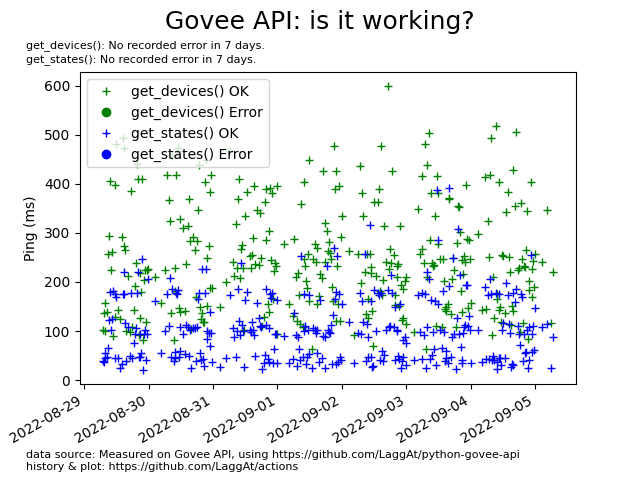 Govee API: is it working?
get_devices(): No recorded error in 7 days.
get_states(): No recorded error in 7 days.
get_devices() OK
get_devices() Error
get_states() OK
get_states() Error
Ping (ms)
600
500
400
300
200
100
0
2022-08-29
2022-08-30
2022-08-31
2022-09-01
2022-09-02
2022-09-03
2022-09-04
2022-09-05
data source: Measured on Govee API, using https://github.com/LaggAt/python-govee-api
history & plot: https://github.com/LaggAt/actions